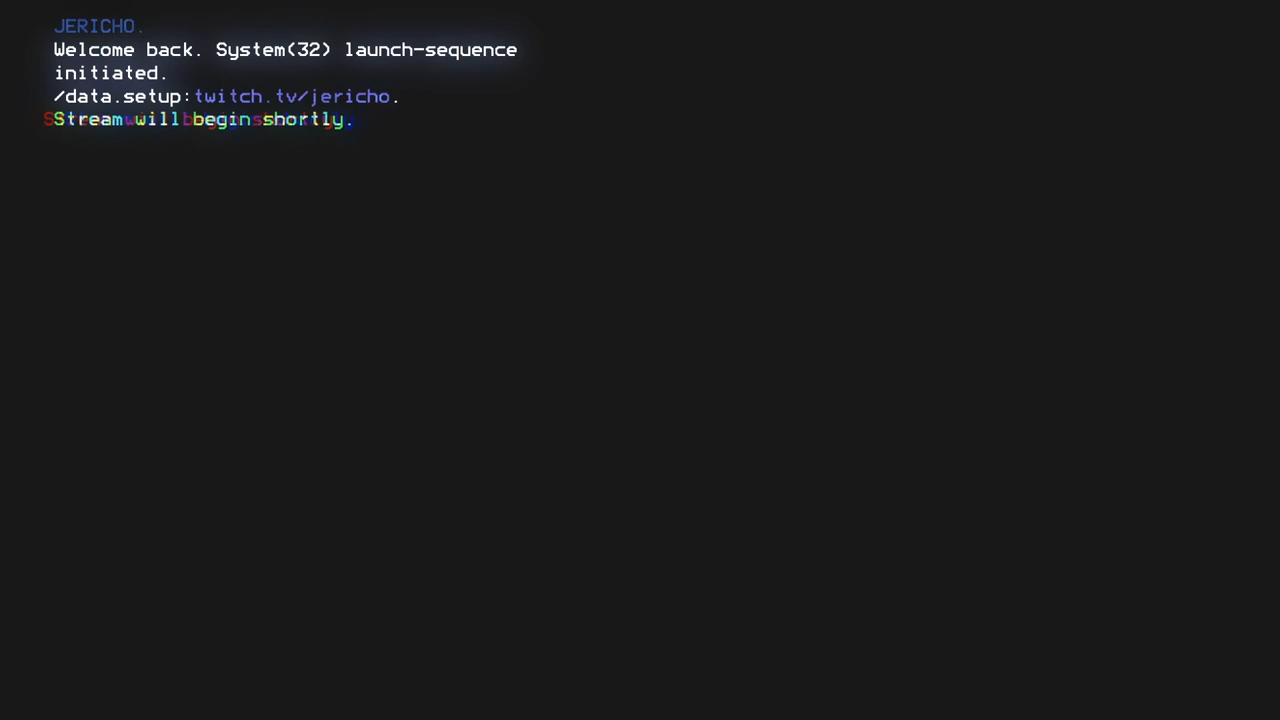 JERICHO.
Welcome back. System(32) launch-sequence
initiated.
/data.setup:twitch.tv/jericho.
Stream will begin shortly.